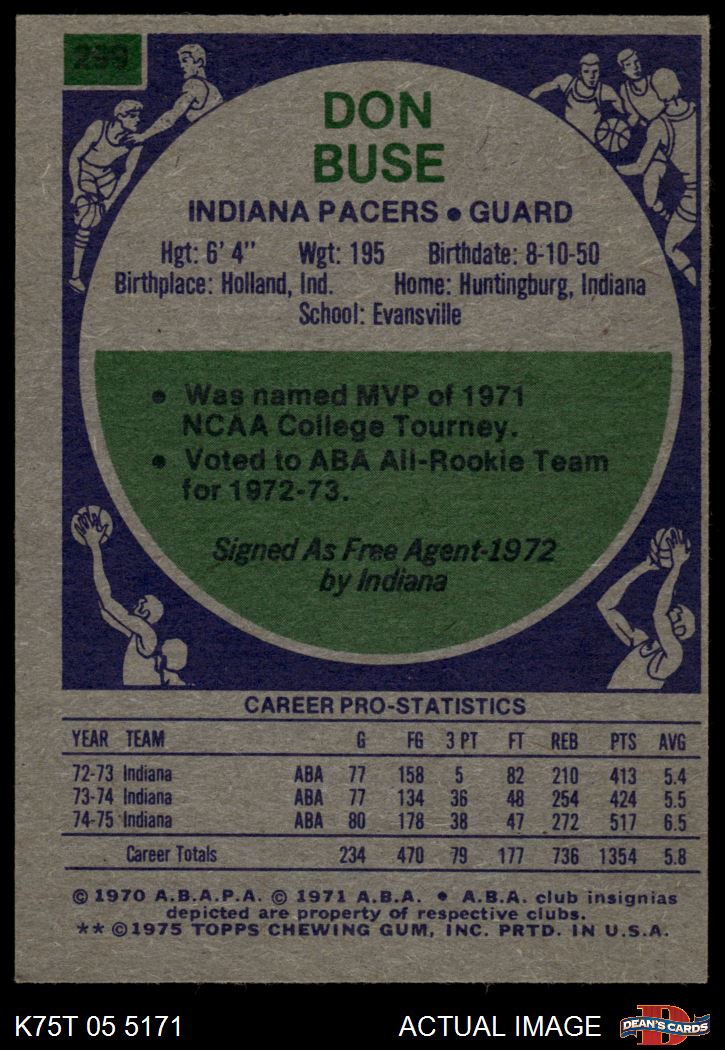 299
DON
BUSE
INDIANA PACERS • GUARD
Hgt: 6' 4" Wgt: 195 Birthdate: 8-10-50
Birthplace: Holland, Ind. Home: Huntingburg, Indiana
School: Evansville
• Was named MVP of 1971
NCAA College Tourney.
• Voted to ABA All-Rookie Team
for 1972-73.
Signed As Free Agent-1972
by Indiana
CAREER PRO-STATISTICS
YEAR TEAM G FG 3 PT FT REB PTS AVG
72-73 Indiana ABA 77 158 5 82 210 413 5.4
73-74 Indiana ABA 77 134 36 48 254 424 5.5
74-75 Indiana ABA 80 178 38 47 272 517 6.5
Career Totals 234 470 79 177 736 1354 5.8
© 1970 A.B.A.P.A. © 1971 A.B.A. • A.B.A. club insignias
depicted are property of respective clubs.
** © 1975 TOPPS CHEWING GUM, INC. PRTD. IN U.S.A.
K75T 05 5171 ACTUAL IMAGE D DEAN'S CARDS